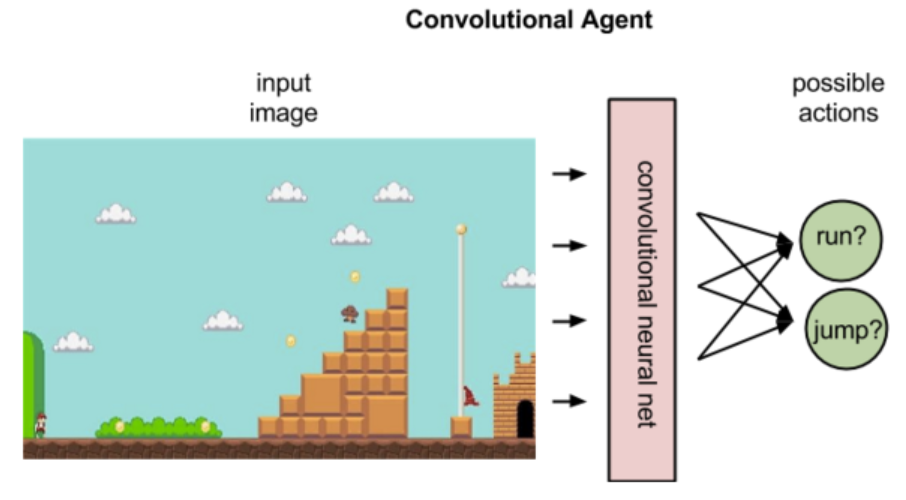 Convolutional Agent
input
image
possible
actions
convolutional neural net
run?
jump?